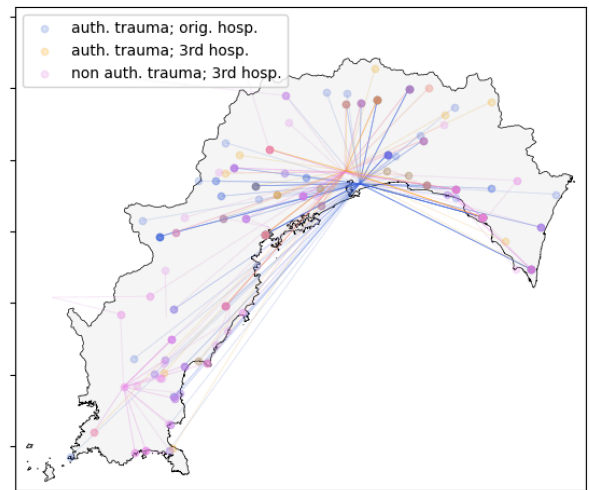 auth. trauma; orig. hosp.
auth. trauma; 3rd hosp.
non auth. trauma; 3rd hosp.